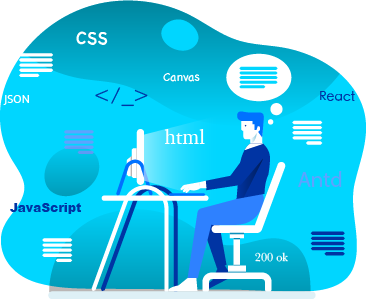 CSS
Canvas
JSON
</_>
React
html
Antd
JavaScript
200 ok